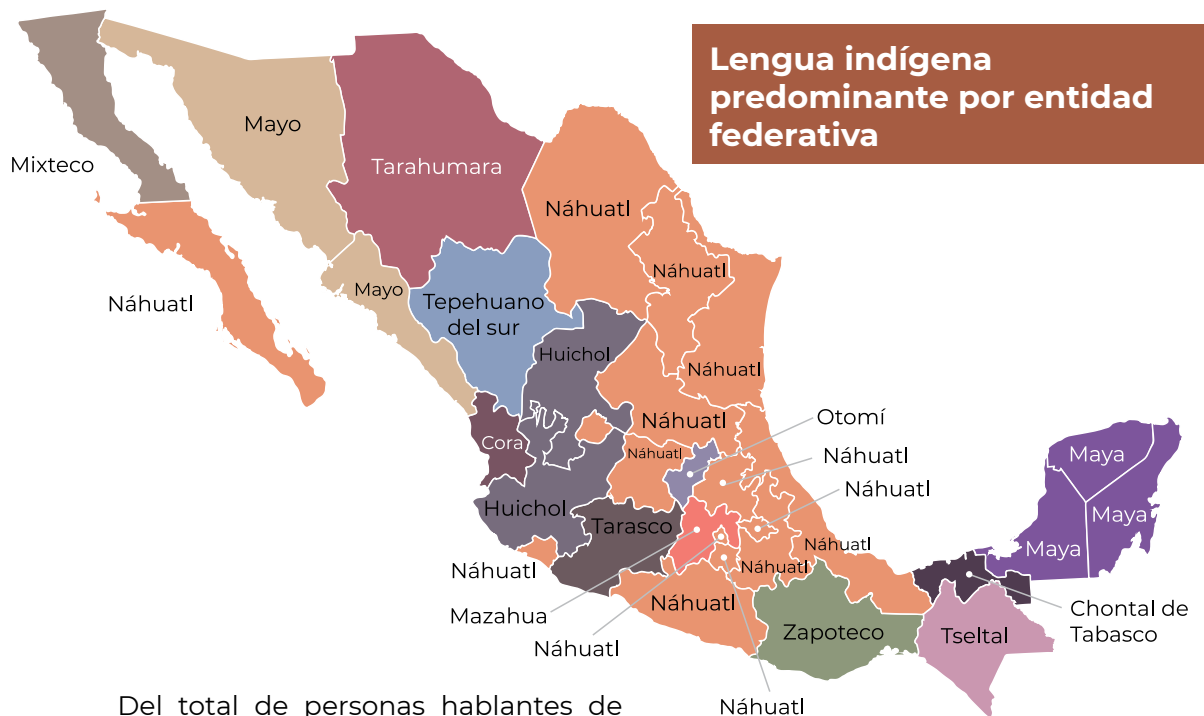 Lengua indígena
predominante por entidad
federativa
Mayo
Mixteco
Tarahumara
Náhuatl
Náhuatl
Náhuatl
Mayo
Tepehuano
del sur
Huichol
Náhuatl
Náhuatl
Otomí
Cora
Náhuatl
Náhuatl
Maya
Náhuatl
Huichol
Tarasco
Maya
Náhuatl
Maya
Náhuatl
Náhuatl
Náhuatl
Mazahua
Chontal de
Tabasco
Zapoteco
Tseltal
Náhuatl
Náhuatl
Del total de personas hablantes de